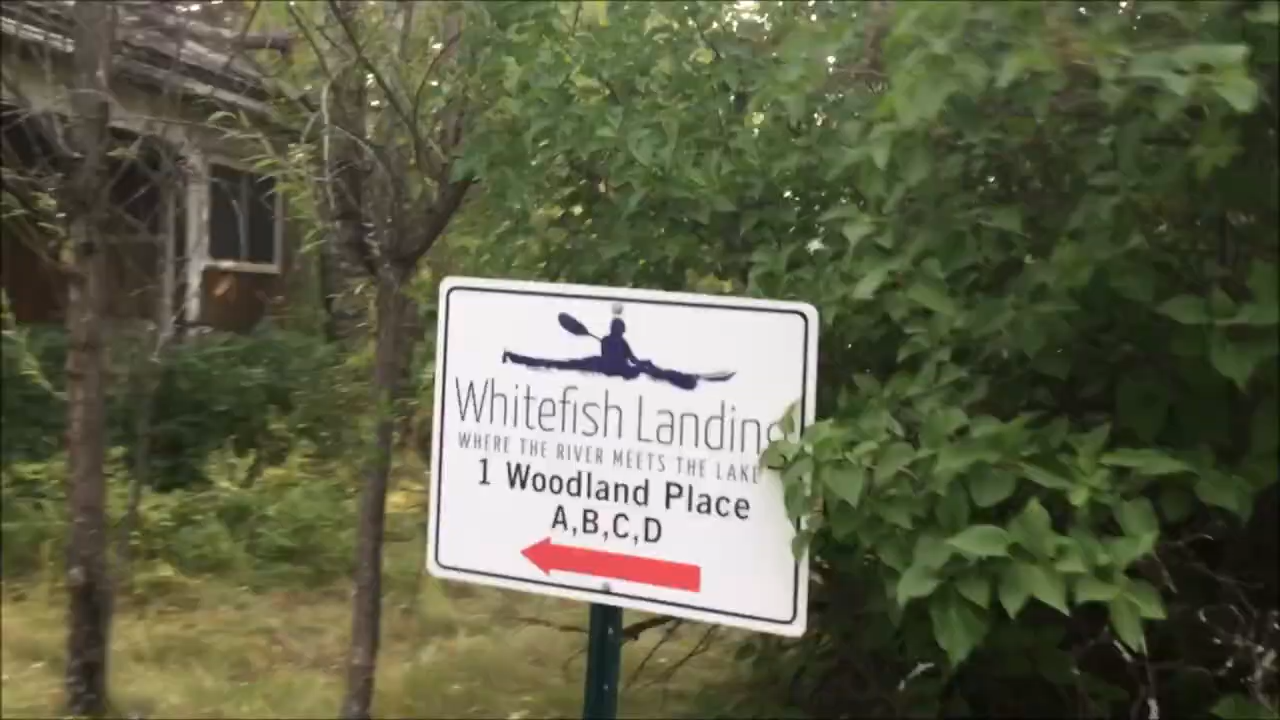 Whitefish Landing
WHERE THE RIVER MEETS THE LAKE
1 Woodland Place
A,B,C,D